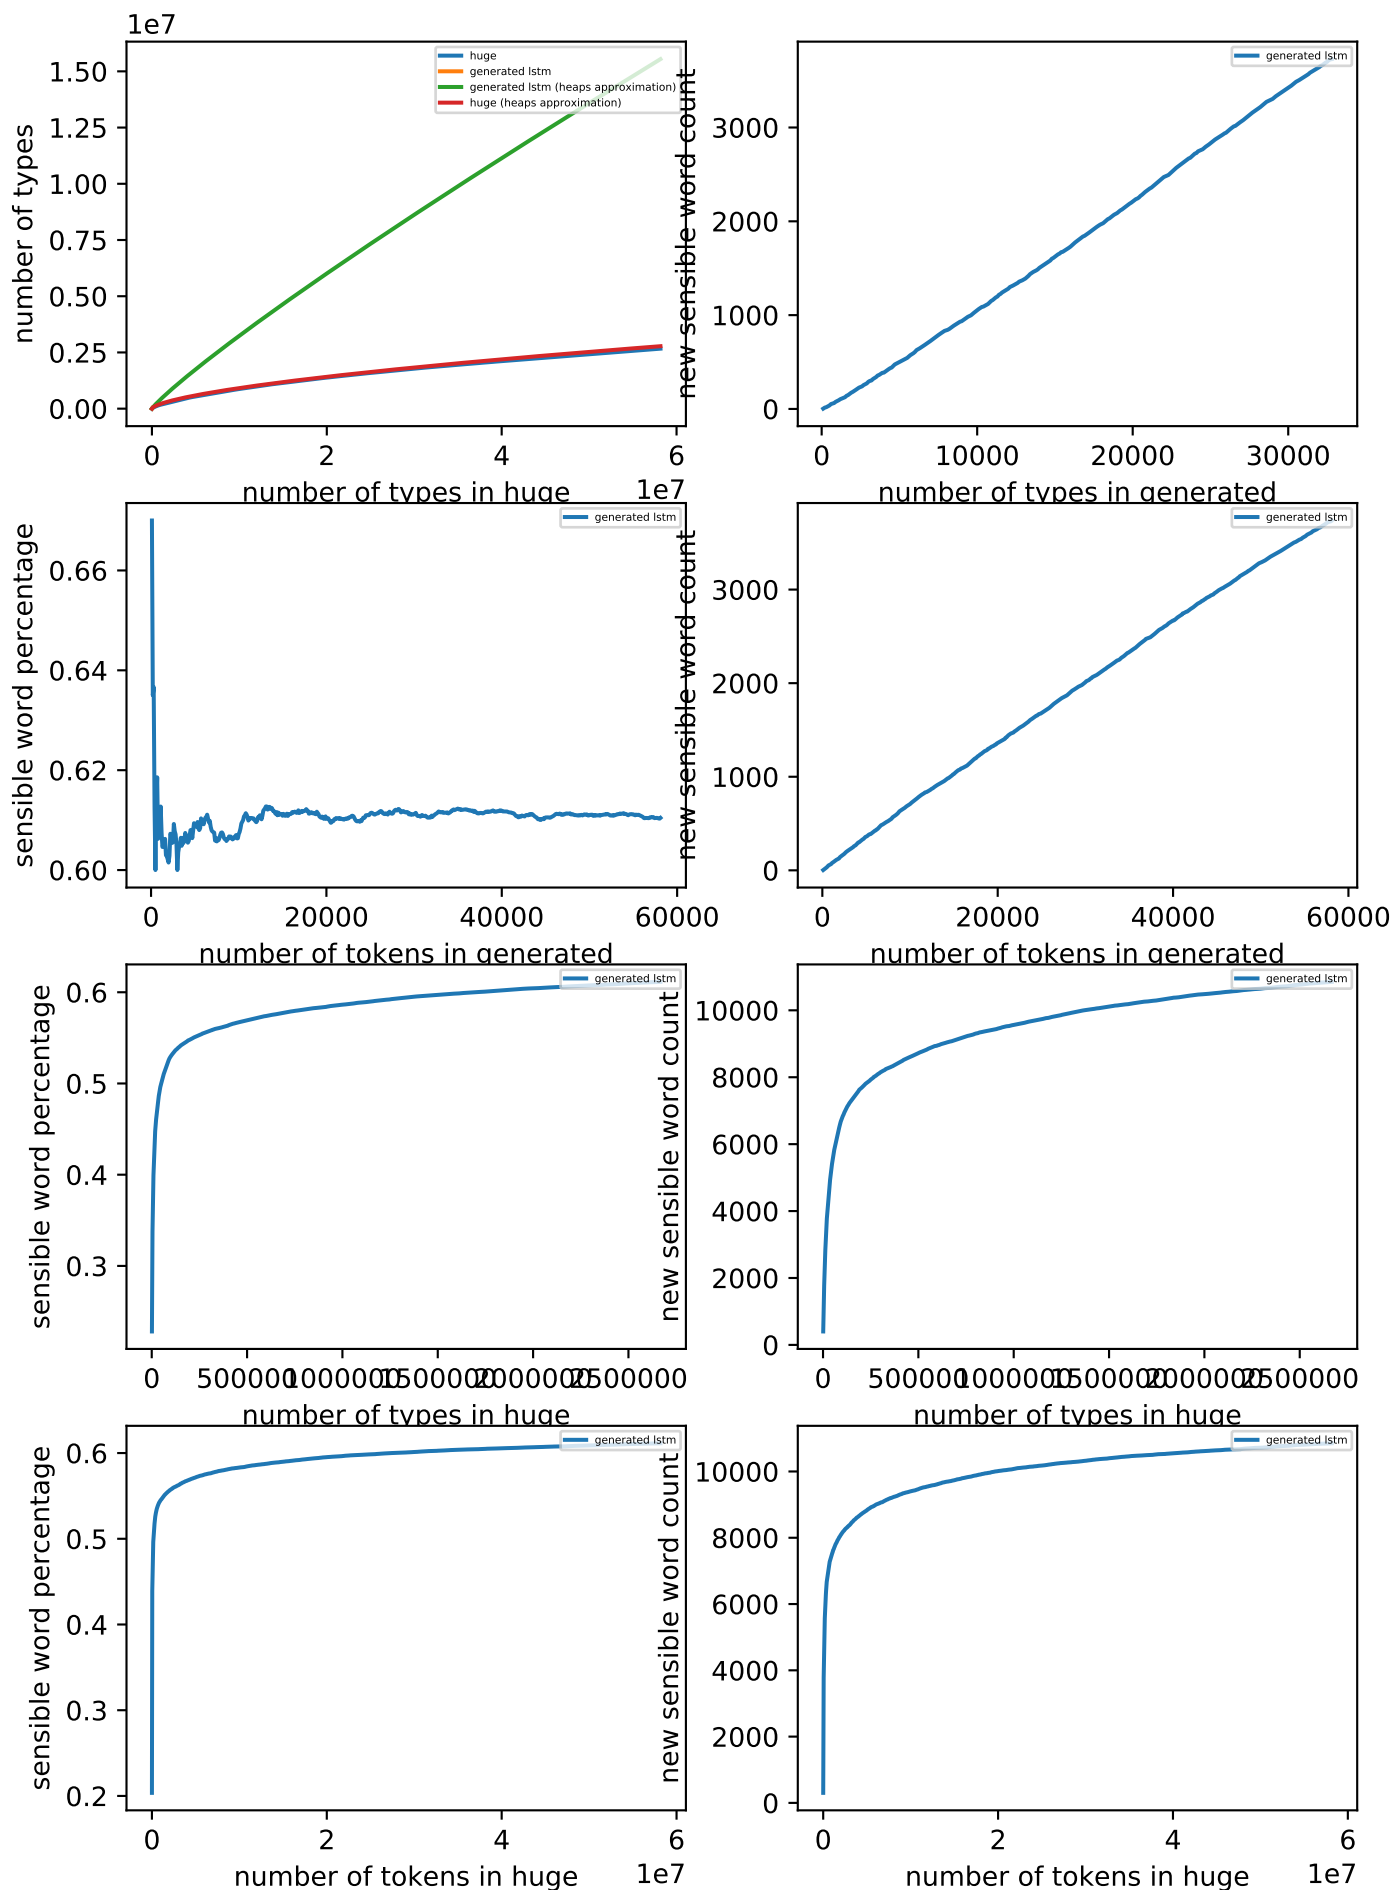 1e7
number of types
1.50
1.25
1.00
0.75
0.50
0.25
0.00
huge
generated lstm
generated lstm (heaps approximation)
huge (heaps approximation)
0 2 4 6
number of types in huge 1e7
new sensible word count
3000
2000
1000
0
generated lstm
0 10000 20000 30000
number of types in generated
sensible word percentage
0.66
0.64
0.62
0.60
generated lstm
0 20000 40000 60000
number of tokens in generated
new sensible word count
3000
2000
1000
0
generated lstm
0 20000 40000 60000
number of tokens in generated
sensible word percentage
0.6
0.5
0.4
0.3
generated lstm
0 500000 1000000 1500000 2000000 2500000
number of types in huge
new sensible word count
10000
8000
6000
4000
2000
0
generated lstm
0 500000 1000000 1500000 2000000 2500000
number of types in huge
sensible word percentage
0.6
0.5
0.4
0.3
0.2
generated lstm
0 2 4 6
number of tokens in huge 1e7
new sensible word count
10000
8000
6000
4000
2000
0
generated lstm
0 2 4 6
number of tokens in huge 1e7